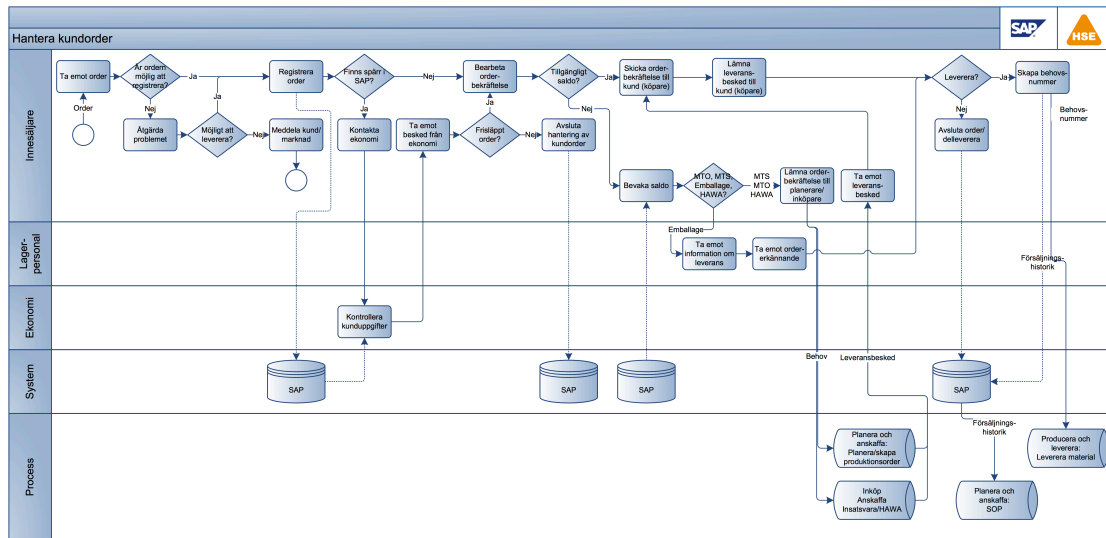 SAP
HSE
Hantera kundorder
Innesäljare
Ta emot order
Är ordern
möjlig att
registrera?
Ja
Registrera
order
Finns spärr i
SAP?
Nej
Bearbeta
order-
bekräftelse
Tillgängligt
saldo?
Ja
Skicka order-
bekräftelse till
kund (köpare)
Lämna
leverans-
besked till
kund (köpare)
Leverera?
Ja
Skapa behovs-
nummer
Order
Nej
Ja
Ja
Ja
Nej
Nej
Behovs-
nummer
Åtgärda
problemet
Möjligt att
leverera?
Nej
Meddela kund/
marknad
Kontakta
ekonomi
Ta emot
besked från
ekonomi
Frisläppt
order?
Nej
Avsluta
hantering av
kundorder
Avsluta order/
delleverera
Bevaka saldo
MTO, MTS,
Emballage,
HAWA?
MTS
MTO
HAWA
Lämna order-
bekräftelse till
planerare/
inköpare
Ta emot
leverans-
besked
Lager-
personal
Emballage
Ta emot
information om
leverans
Ta emot order-
erkännande
Försäljnings-
historik
Ekonomi
Kontrollera
kunduppgifter
System
Behov
Leveransbesked
SAP
SAP
SAP
SAP
Process
Försäljnings-
historik
Planera och
anskaffa:
Planera/skapa
produktionsorder
Producera och
leverera:
Leverera material
Inköp
Anskaffa
Insatsvara/HAWA
Planera och
anskaffa:
SOP